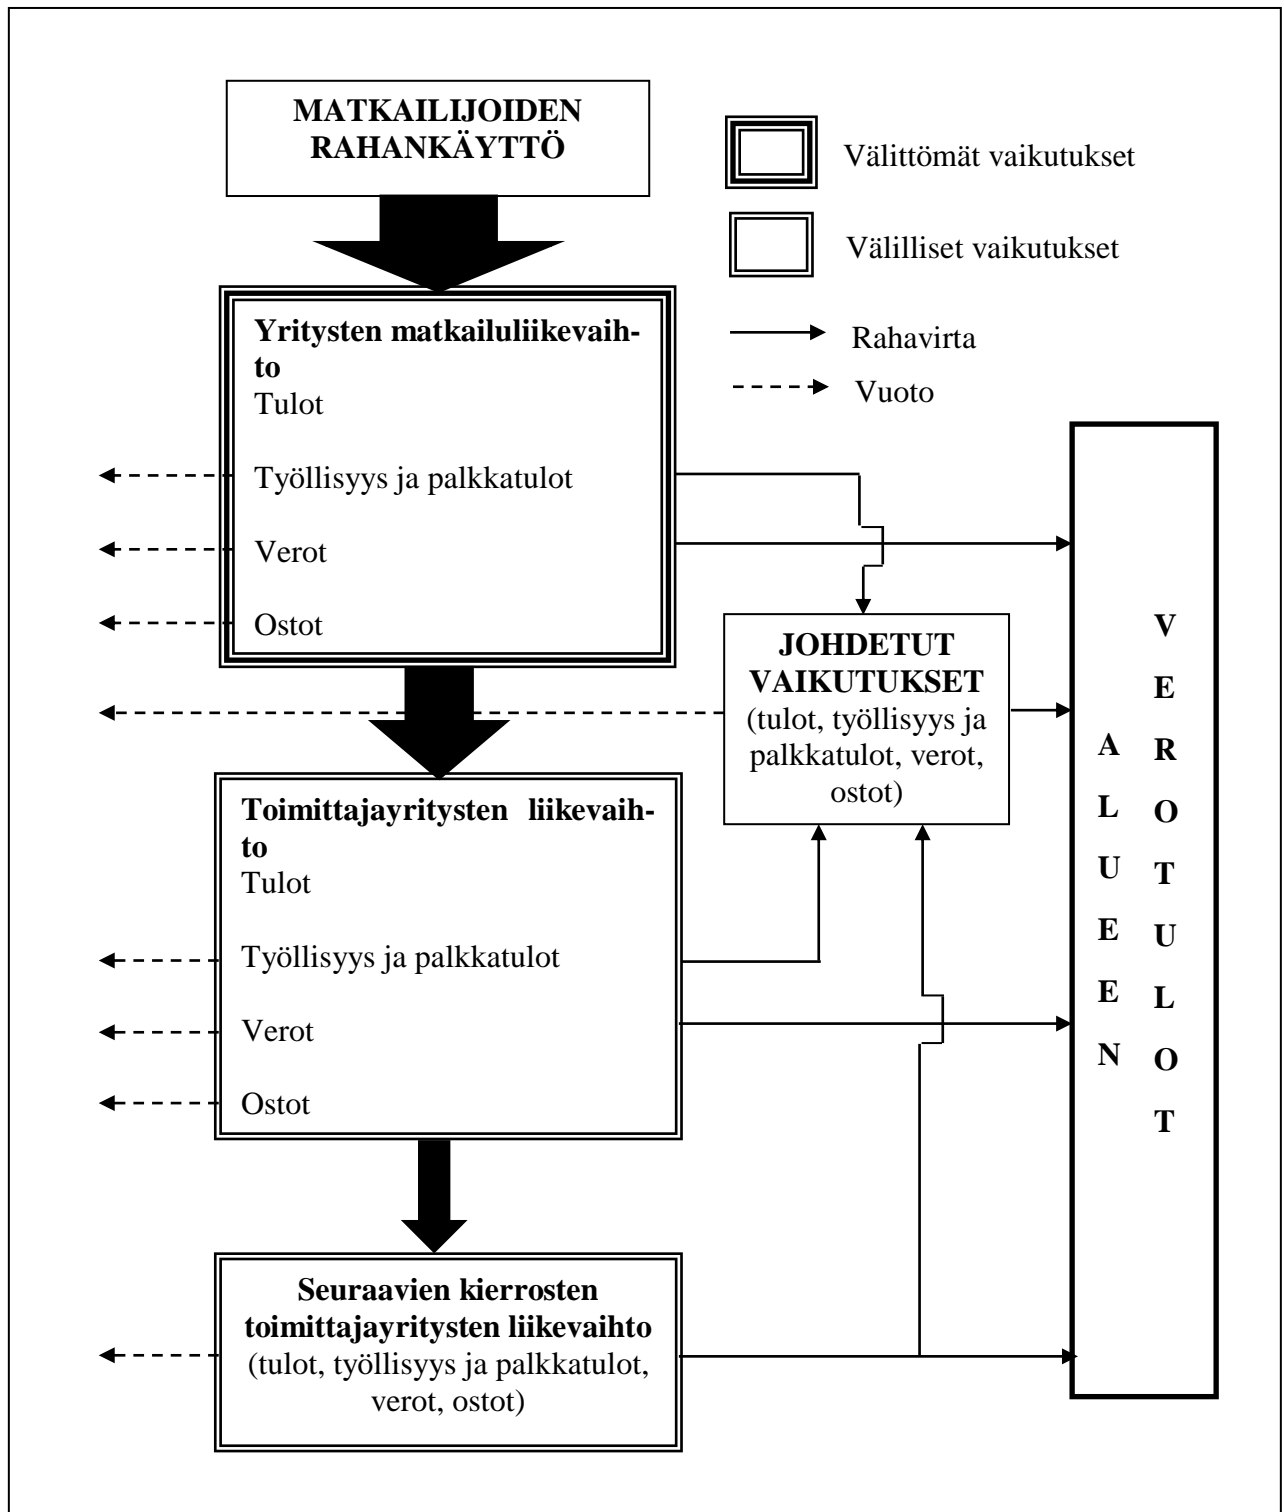 MATKAILIJOIDEN
RAHANKÄYTTÖ
Välittömät vaikutukset
Välilliset vaikutukset
Rahavirta
Vuoto
Yritysten matkailuliikevaih-
to
Tulot
Työllisyys ja palkkatulot
Verot
Ostot
JOHDETUT
VAIKUTUKSET
(tulot, työllisyys ja
palkkatulot, verot,
ostot)
Toimittajayritysten liikevaih-
to
Tulot
Työllisyys ja palkkatulot
Verot
Ostot
Seuraavien kierrosten
toimittajayritysten liikevaihto
(tulot, työllisyys ja palkkatulot,
verot, ostot)
ALUEEN
VEROTULOT